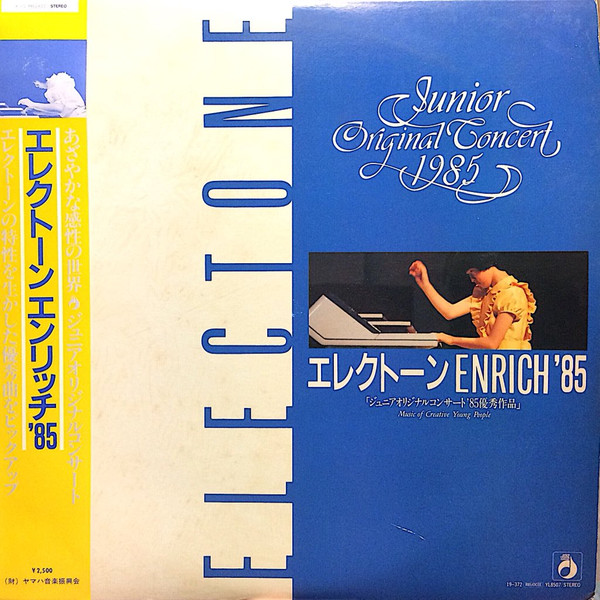 STEREO
あざやかな感性の世界 ジュニアオリジナルコンサート
エレクトーンの特性を生かした優秀曲をピックアップ
エレクトーン エンリッチ'85
¥2,500
(財)ヤマハ音楽振興会
ELECTONE
Junior
Original Concert
1985
エレクトーン ENRICH '85
「ジュニアオリジナルコンサート'85優秀作品」
Music of Creative Young People
19-372 YL8507 STEREO